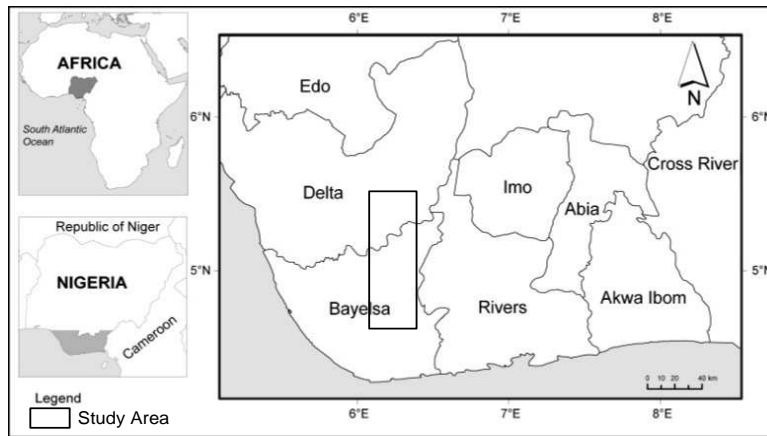 AFRICA
South Atlantic
Ocean
Republic of Niger
NIGERIA
Cameroon
Legend
Study Area
6°E 7°E 8°E
N
Edo
6°N 6°N
Cross River
Delta
Imo
Abia
5°N 5°N
Bayelsa
Rivers
Akwa Ibom
0 10 20 40 km
6°E 7°E 8°E